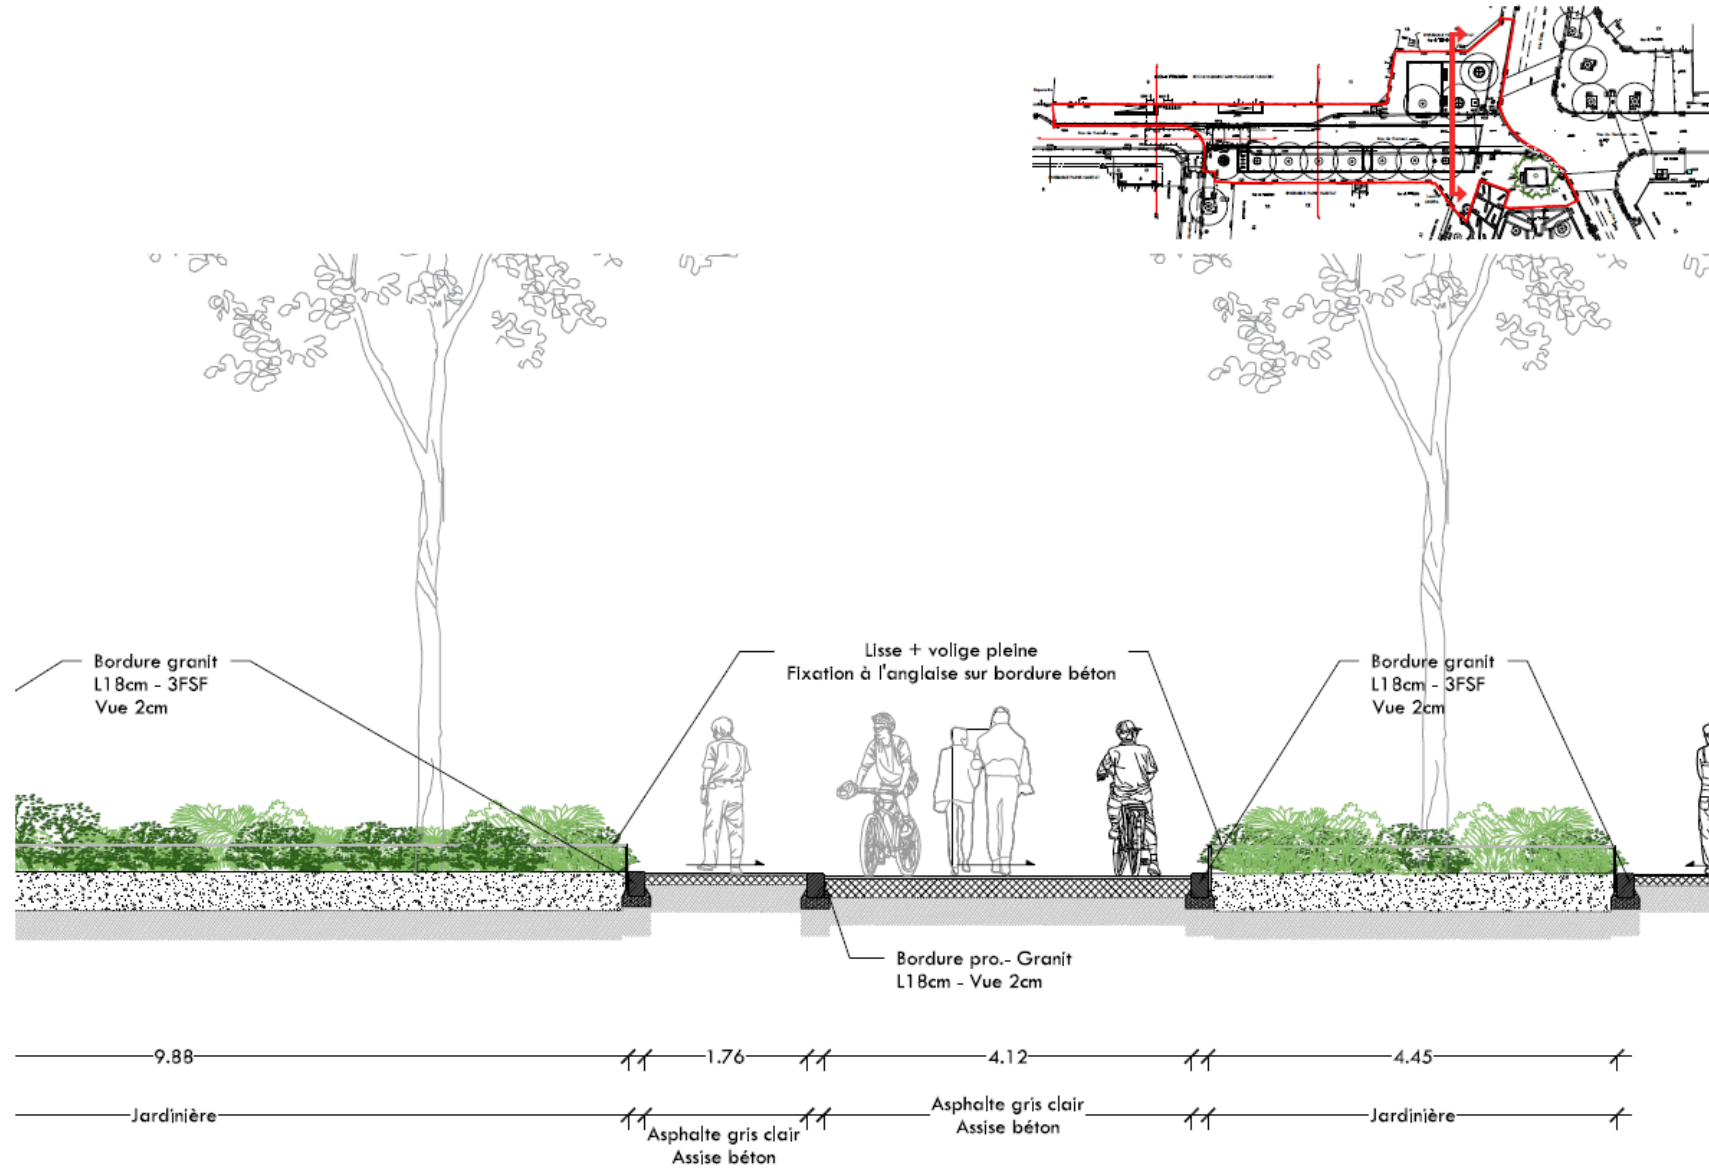 Bordure granit
L18cm - 3FSF
Vue 2cm
Lisse + volige pleine
Fixation à l'anglaise sur bordure béton
Bordure granit
L18cm - 3FSF
Vue 2cm
Bordure pro.- Granit
L18cm - Vue 2cm
9.88
1.76
4.12
4.45
Jardinière
Asphalte gris clair
Assise béton
Asphalte gris clair
Assise béton
Jardinière